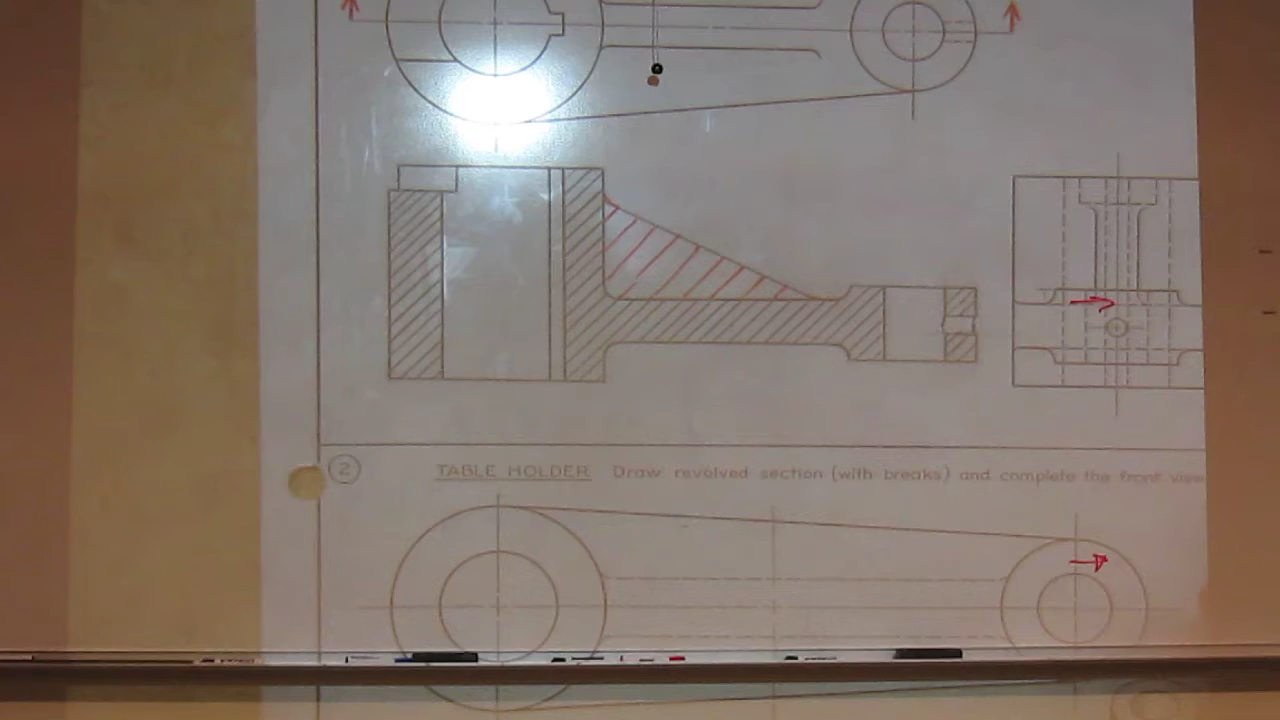 2
TABLE HOLDER Draw revolved section (with breaks) and complete the front view